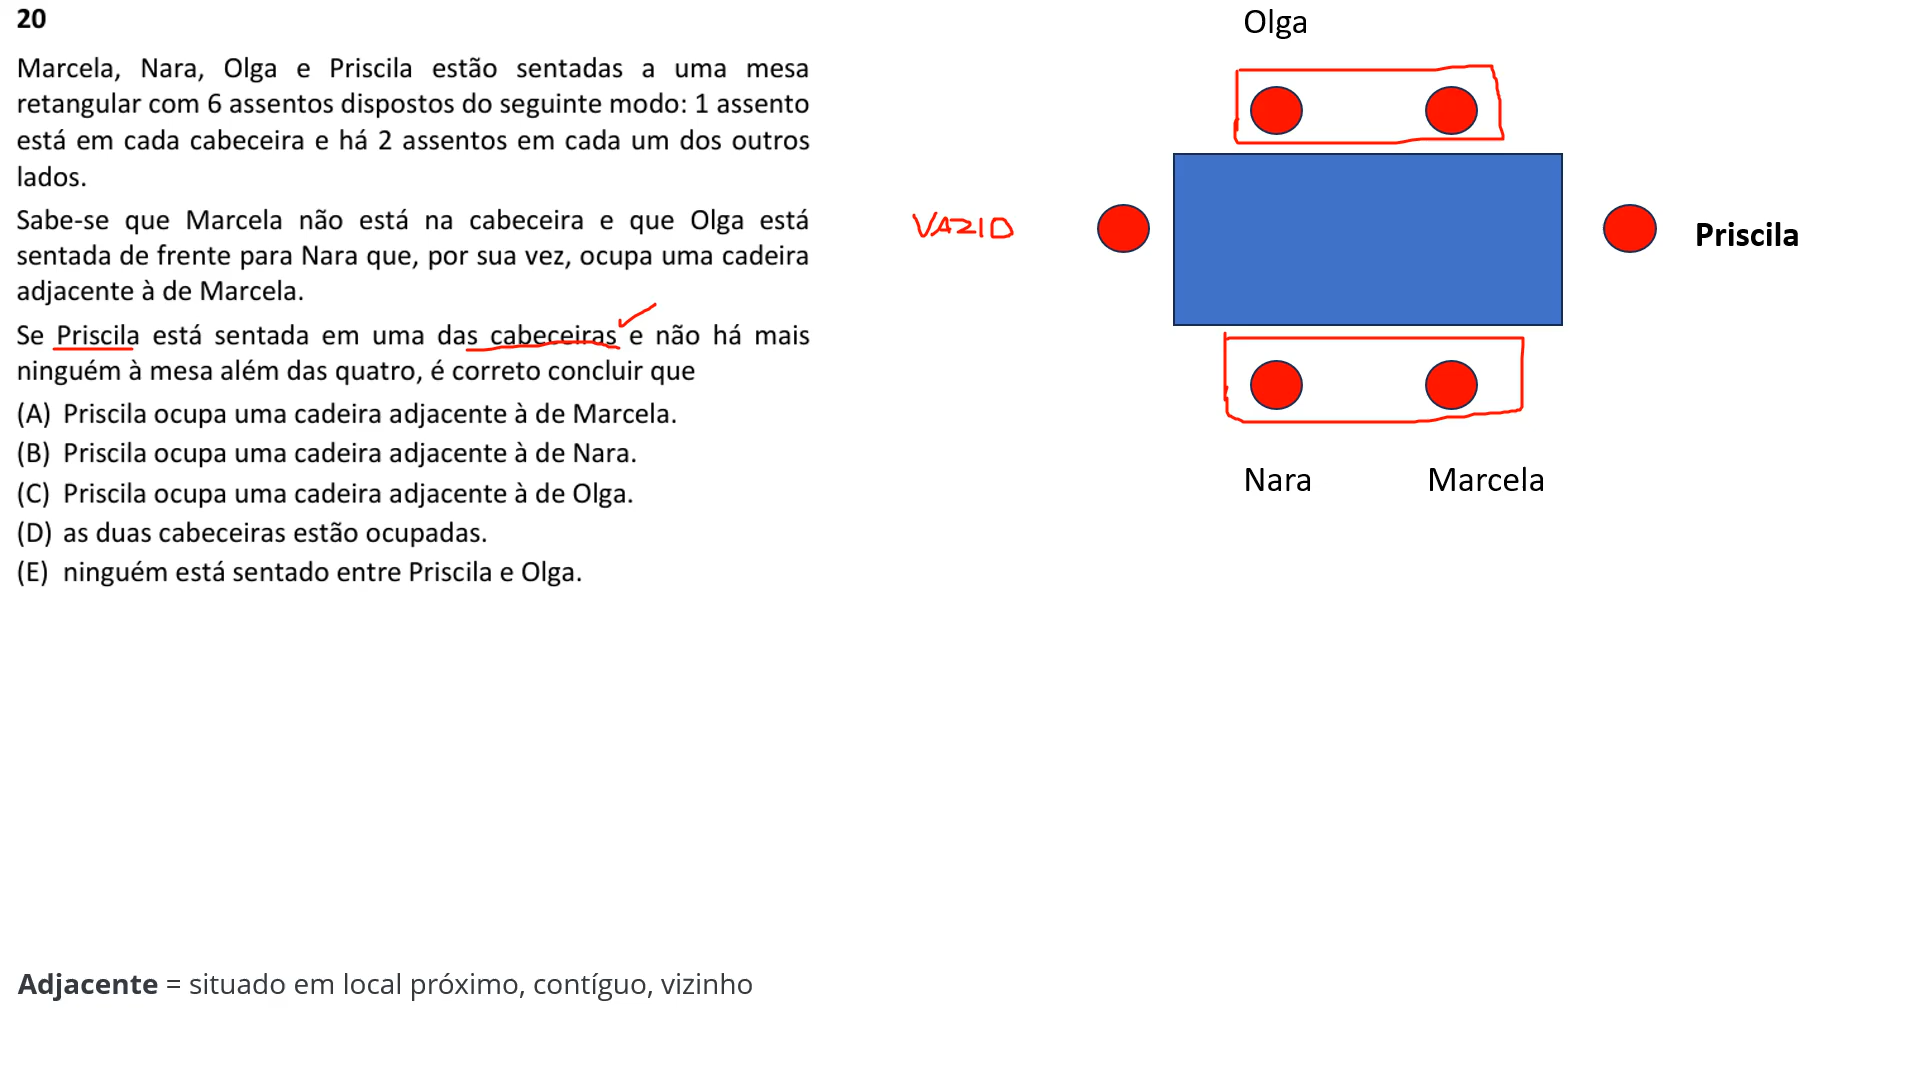 20
Marcela, Nara, Olga e Priscila estão sentadas a uma mesa
retangular com 6 assentos dispostos do seguinte modo: 1 assento
está em cada cabeceira e há 2 assentos em cada um dos outros
lados.
Sabe-se que Marcela não está na cabeceira e que Olga está
sentada de frente para Nara que, por sua vez, ocupa uma cadeira
adjacente à de Marcela.
Se Priscila está sentada em uma das cabeceiras e não há mais
ninguém à mesa além das quatro, é correto concluir que
(A) Priscila ocupa uma cadeira adjacente à de Marcela.
(B) Priscila ocupa uma cadeira adjacente à de Nara.
(C) Priscila ocupa uma cadeira adjacente à de Olga.
(D) as duas cabeceiras estão ocupadas.
(E) ninguém está sentado entre Priscila e Olga.
Olga
VAZIO
Priscila
Nara Marcela
Adjacente = situado em local próximo, contíguo, vizinho